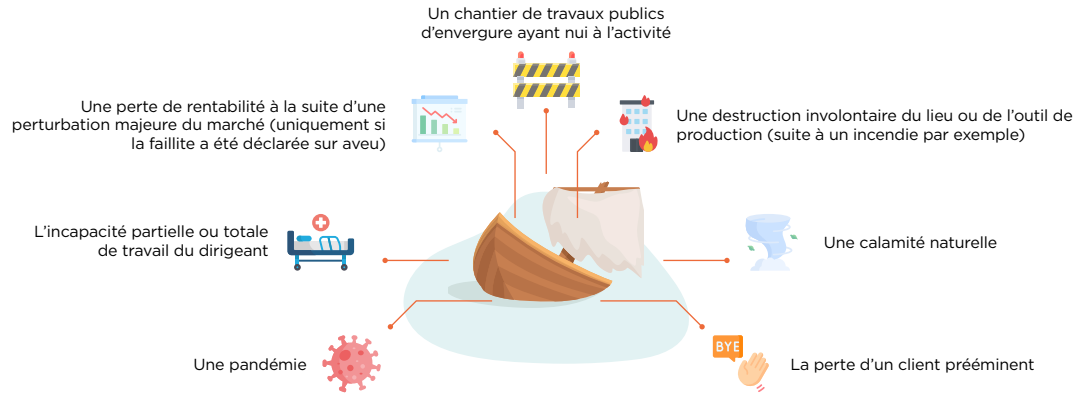 Un chantier de travaux publics
d'envergure ayant nui à l'activité
Une perte de rentabilité à la suite d'une
perturbation majeure du marché (uniquement si
la faillite a été déclarée sur aveu)
Une destruction involontaire du lieu ou de l'outil de
production (suite à un incendie par exemple)
L'incapacité partielle ou totale
de travail du dirigeant
Une calamité naturelle
Une pandémie
BYE
La perte d'un client prééminent